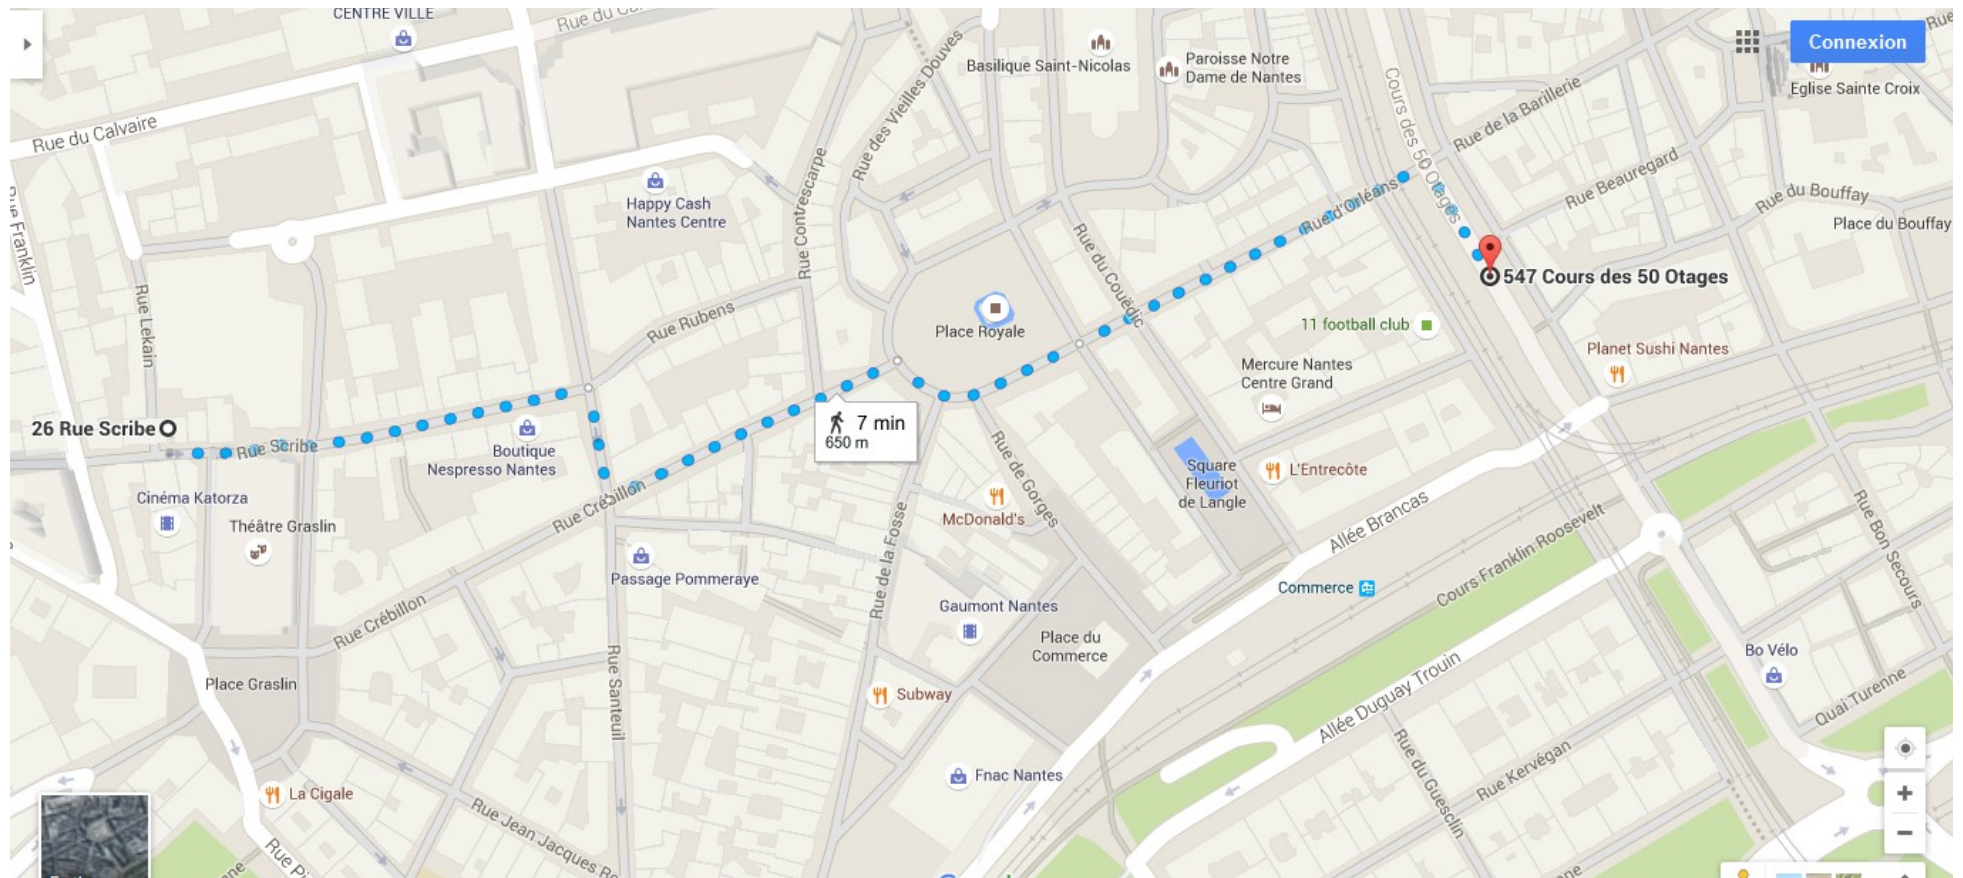 CENTRE VILLE
Rue du Calvaire
Rue des Vieilles Douves
Basilique Saint-Nicolas
Paroisse Notre
Dame de Nantes
Cours des 50 Otages
Rue de la Barillerie
Connexion
Eglise Sainte Croix
Rue
Rue Franklin
Rue Lekain
Happy Cash
Nantes Centre
Rue Contrescarpe
Rue Rubens
Place Royale
Rue du Couëdic
Rue d'Orléans
Rue Beauregard
Rue du Bouffay
Place du Bouffay
547 Cours des 50 Otages
11 football club
Planet Sushi Nantes
Mercure Nantes
Centre Grand
26 Rue Scribe
Rue Scribe
Boutique
Nespresso Nantes
7 min
650 m
Cinéma Katorza
Théâtre Graslin
Rue Crébillon
Rue de Gorges
McDonald's
Square
Fleuriot
de Langle
L'Entrecôte
Allée Brancas
Cours Franklin Roosevelt
Rue Bon Secours
Passage Pommeraye
Rue de la Fosse
Commerce
Rue Crébillon
Gaumont Nantes
Place du
Commerce
Place Graslin
Rue Santeuil
Subway
Allée Duguay Trouin
Bo Vélo
Quai Turenne
La Cigale
Fnac Nantes
Rue du Guesclin
Rue Kervégan
Rue Jean Jacques